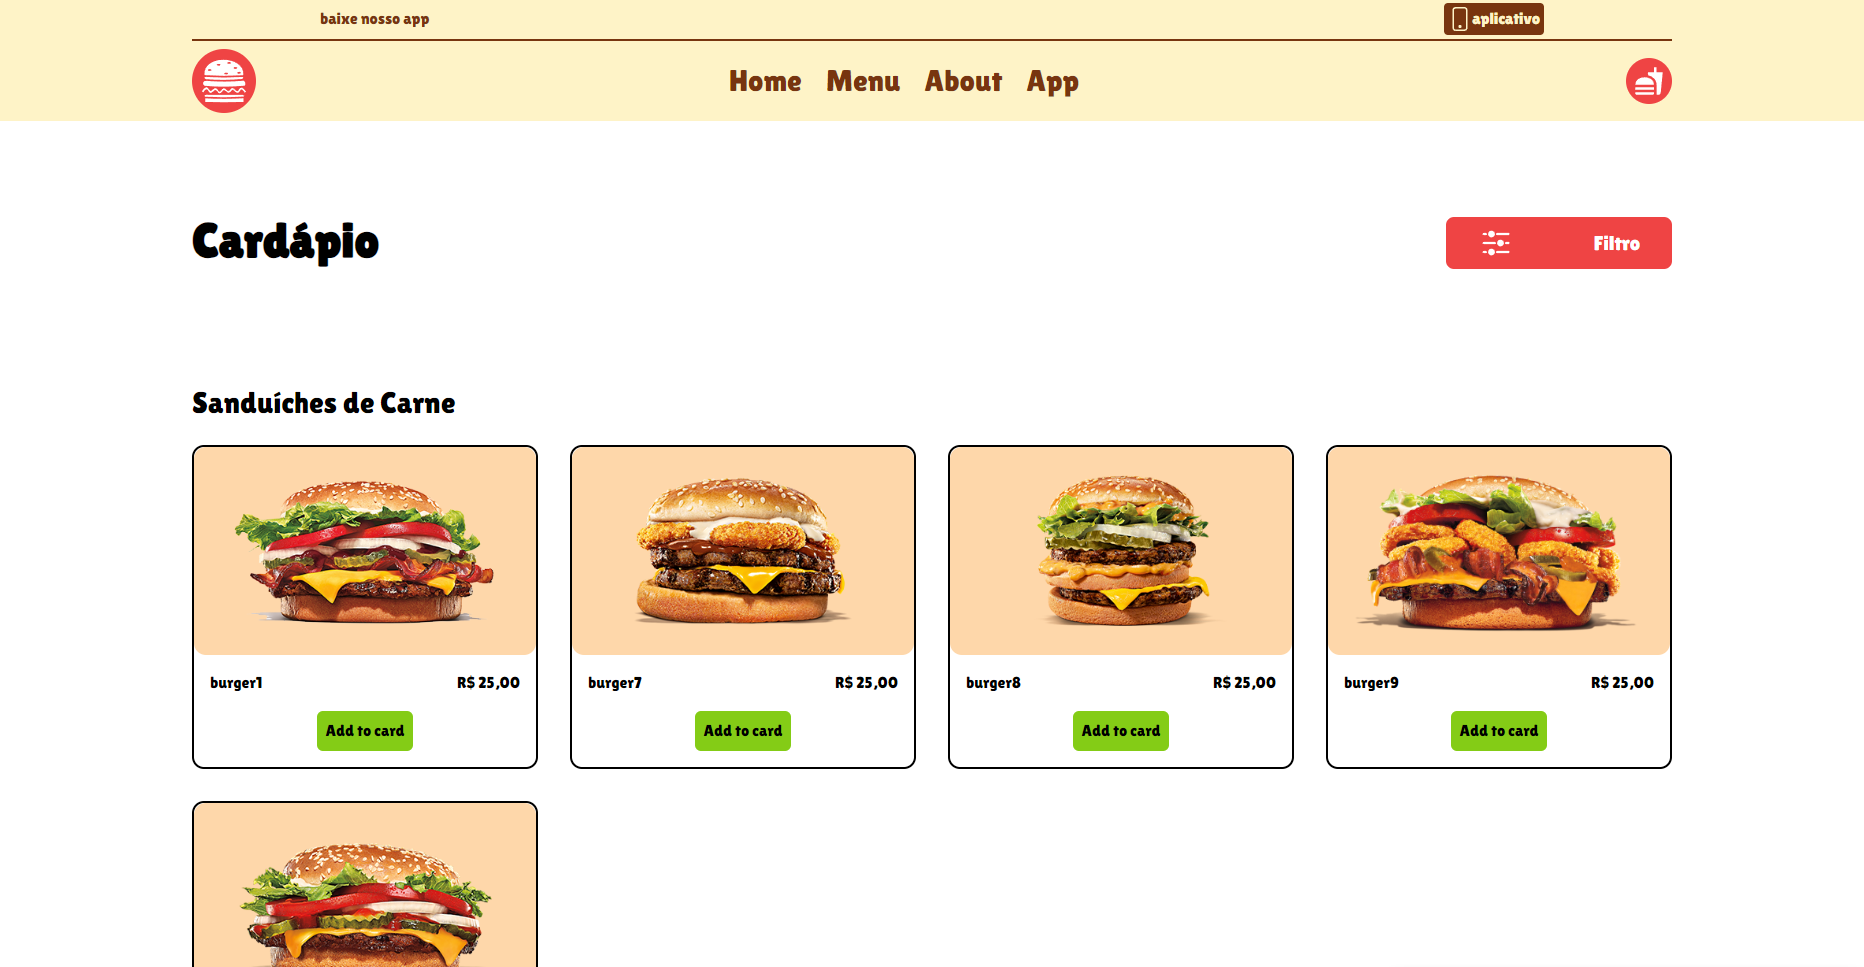 baixe nosso app
aplicativo
Home Menu About App
Cardápio
Filtro
Sanduíches de Carne
burger1 R$ 25,00
Add to card
burger7 R$ 25,00
Add to card
burger8 R$ 25,00
Add to card
burger9 R$ 25,00
Add to card